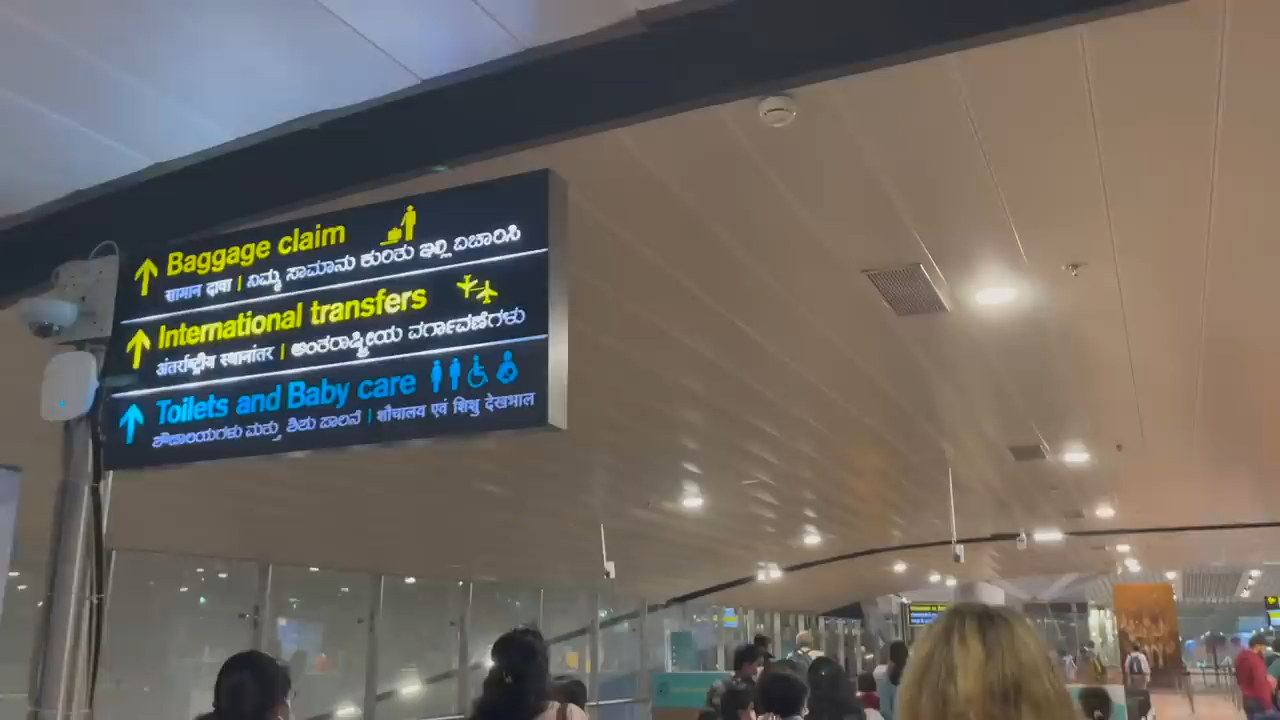 Baggage claim
सामान दावा | ನಿಮ್ಮ ಸಾಮಾನು ಕುರಿತು ಇಲ್ಲಿ ವಿಚಾರಿಸಿ
International transfers
अंतर्राष्ट्रीय स्थानांतर | ಅಂತರಾಷ್ಟ್ರೀಯ ವರ್ಗಾವಣೆಗಳು
Toilets and Baby care
ಶೌಚಾಲಯಗಳು ಮತ್ತು ಶಿಶು ಪಾಲನೆ | शौचालय एवं शिशु देखभाल